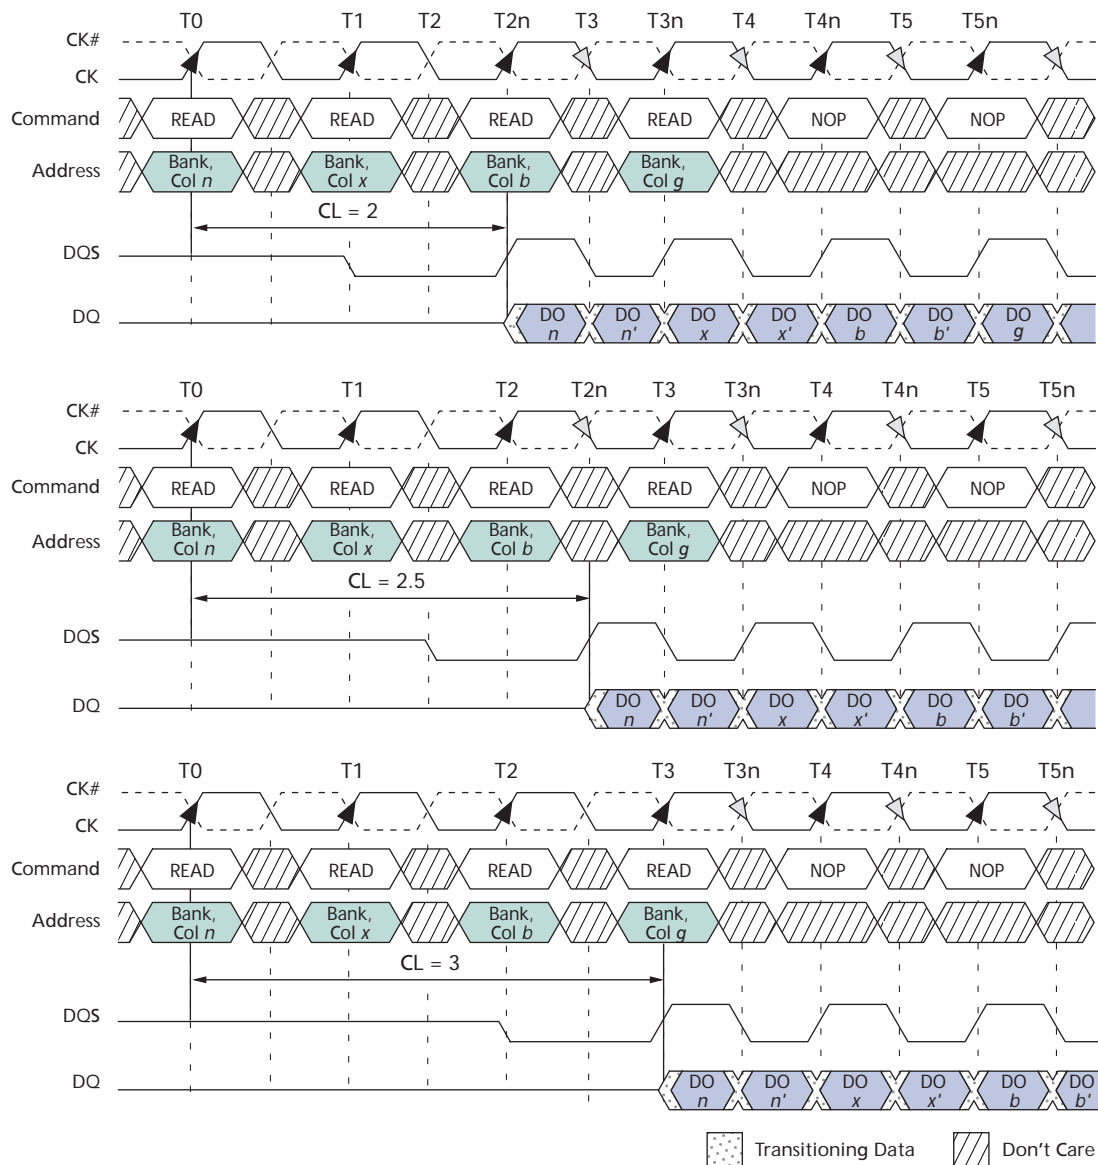 T0 T1 T2 T2n T3 T3n T4 T4n T5 T5n
CK#
CK
Command READ READ READ READ NOP NOP
Address Bank, Col n Bank, Col x Bank, Col b Bank, Col g
CL = 2
DQS
DQ DO n DO n' DO x DO x' DO b DO b' DO g
T0 T1 T2 T2n T3 T3n T4 T4n T5 T5n
CK#
CK
Command READ READ READ READ NOP NOP
Address Bank, Col n Bank, Col x Bank, Col b Bank, Col g
CL = 2.5
DQS
DQ DO n DO n' DO x DO x' DO b DO b'
T0 T1 T2 T3 T3n T4 T4n T5 T5n
CK#
CK
Command READ READ READ READ NOP NOP
Address Bank, Col n Bank, Col x Bank, Col b Bank, Col g
CL = 3
DQS
DQ DO n DO n' DO x DO x' DO b DO b'
Transitioning Data Don't Care